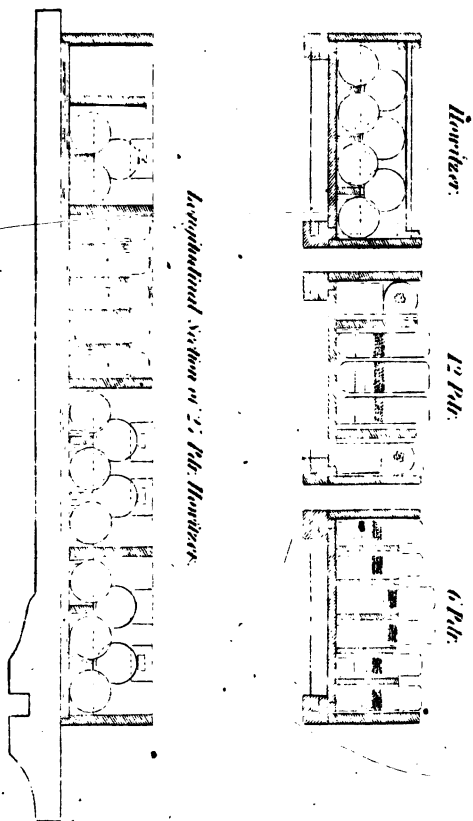 Howitzer.
12 Pdr.
6 Pdr.
Longitudinal Section of 24 Pdr. Howitzer.